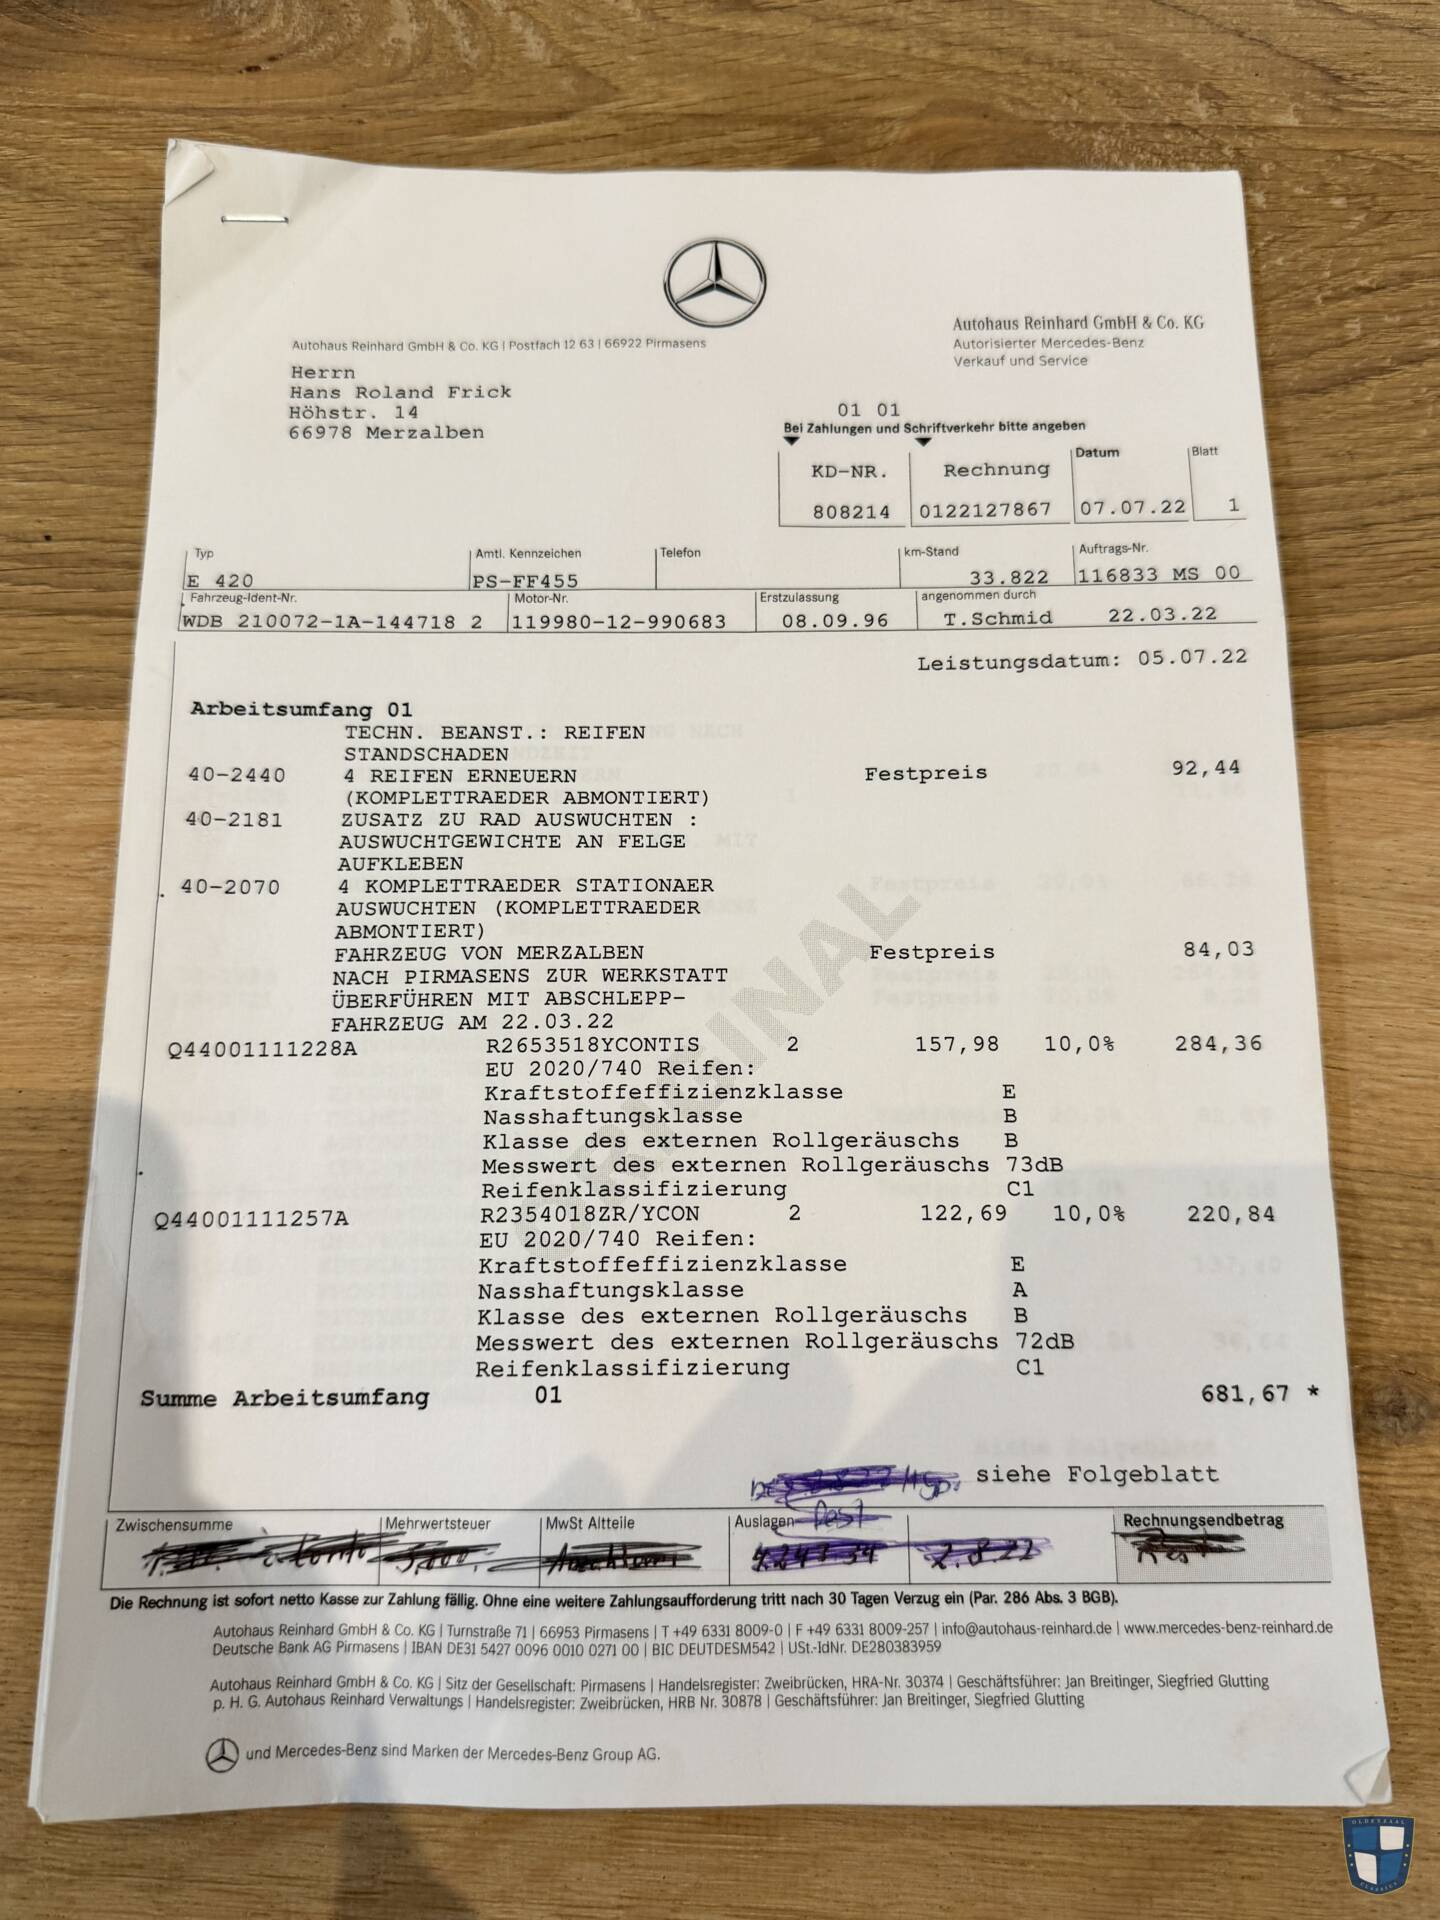 Autohaus Reinhard GmbH & Co. KG
Autorisierter Mercedes-Benz
Verkauf und Service
Autohaus Reinhard GmbH & Co. KG | Postfach 12 63 | 66922 Pirmasens
Herrn
Hans Roland Frick
Höhstr. 14
66978 Merzalben
01 01
Bei Zahlungen und Schriftverkehr bitte angeben
KD-NR. Rechnung Datum Blatt
808214 0122127867 07.07.22 1
Typ Amtl. Kennzeichen Telefon km-Stand Auftrags-Nr.
E 420 PS-FF455 33.822 116833 MS 00
Fahrzeug-Ident-Nr. Motor-Nr. Erstzulassung angenommen durch
WDB 210072-1A-144718 2 119980-12-990683 08.09.96 T.Schmid 22.03.22
Leistungsdatum: 05.07.22
Arbeitsumfang 01
TECHN. BEANST.: REIFEN
STANDSCHADEN
40-2440 4 REIFEN ERNEUERN Festpreis 92,44
(KOMPLETTRAEDER ABMONTIERT)
40-2181 ZUSATZ ZU RAD AUSWUCHTEN :
AUSWUCHTGEWICHTE AN FELGE
AUFKLEBEN
40-2070 4 KOMPLETTRAEDER STATIONAER
AUSWUCHTEN (KOMPLETTRAEDER
ABMONTIERT)
FAHRZEUG VON MERZALBEN Festpreis 84,03
NACH PIRMASENS ZUR WERKSTATT
ÜBERFÜHREN MIT ABSCHLEPP-
FAHRZEUG AM 22.03.22
ORIGINAL
Q44001111228A R2653518YCONTIS 2 157,98 10,0% 284,36
EU 2020/740 Reifen:
Kraftstoffeffizienzklasse E
Nasshaftungsklasse B
Klasse des externen Rollgeräuschs B
Messwert des externen Rollgeräuschs 73dB
Reifenklassifizierung C1
Q44001111257A R2354018ZR/YCON 2 122,69 10,0% 220,84
EU 2020/740 Reifen:
Kraftstoffeffizienzklasse E
Nasshaftungsklasse A
Klasse des externen Rollgeräuschs B
Messwert des externen Rollgeräuschs 72dB
Reifenklassifizierung C1
Summe Arbeitsumfang 01 681,67 *
siehe Folgeblatt
Zwischensumme Mehrwertsteuer MwSt Altteile Auslagen Rechnungsendbetrag
2.8.22
Die Rechnung ist sofort netto Kasse zur Zahlung fällig. Ohne eine weitere Zahlungsaufforderung tritt nach 30 Tagen Verzug ein (Par. 286 Abs. 3 BGB).
Autohaus Reinhard GmbH & Co. KG | Turnstraße 71 | 66953 Pirmasens | T +49 6331 8009-0 | F +49 6331 8009-257 | info@autohaus-reinhard.de | www.mercedes-benz-reinhard.de
Deutsche Bank AG Pirmasens | IBAN DE31 5427 0096 0010 0271 00 | BIC DEUTDESM542 | USt.-IdNr. DE280383959
Autohaus Reinhard GmbH & Co. KG | Sitz der Gesellschaft: Pirmasens | Handelsregister: Zweibrücken, HRA-Nr. 30374 | Geschäftsführer: Jan Breitinger, Siegfried Glutting
p. H. G. Autohaus Reinhard Verwaltungs | Handelsregister: Zweibrücken, HRB Nr. 30878 | Geschäftsführer: Jan Breitinger, Siegfried Glutting
und Mercedes-Benz sind Marken der Mercedes-Benz Group AG.
OLDENZAAL
CLASSICS